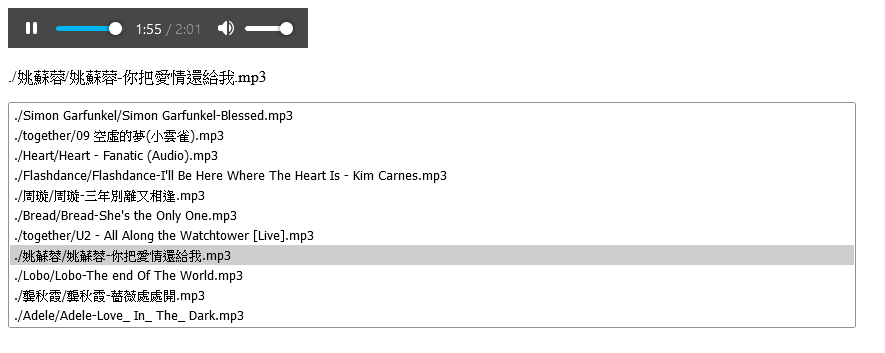 1:55 / 2:01
./姚蘇蓉/姚蘇蓉-你把愛情還給我.mp3
./Simon Garfunkel/Simon Garfunkel-Blessed.mp3
./together/09 空虛的夢(小雲雀).mp3
./Heart/Heart - Fanatic (Audio).mp3
./Flashdance/Flashdance-I'll Be Here Where The Heart Is - Kim Carnes.mp3
./周璇/周璇-三年別離又相逢.mp3
./Bread/Bread-She's the Only One.mp3
./together/U2 - All Along the Watchtower [Live].mp3
./姚蘇蓉/姚蘇蓉-你把愛情還給我.mp3
./Lobo/Lobo-The end Of The World.mp3
./龔秋霞/龔秋霞-薔薇處處開.mp3
./Adele/Adele-Love_ In_ The_ Dark.mp3